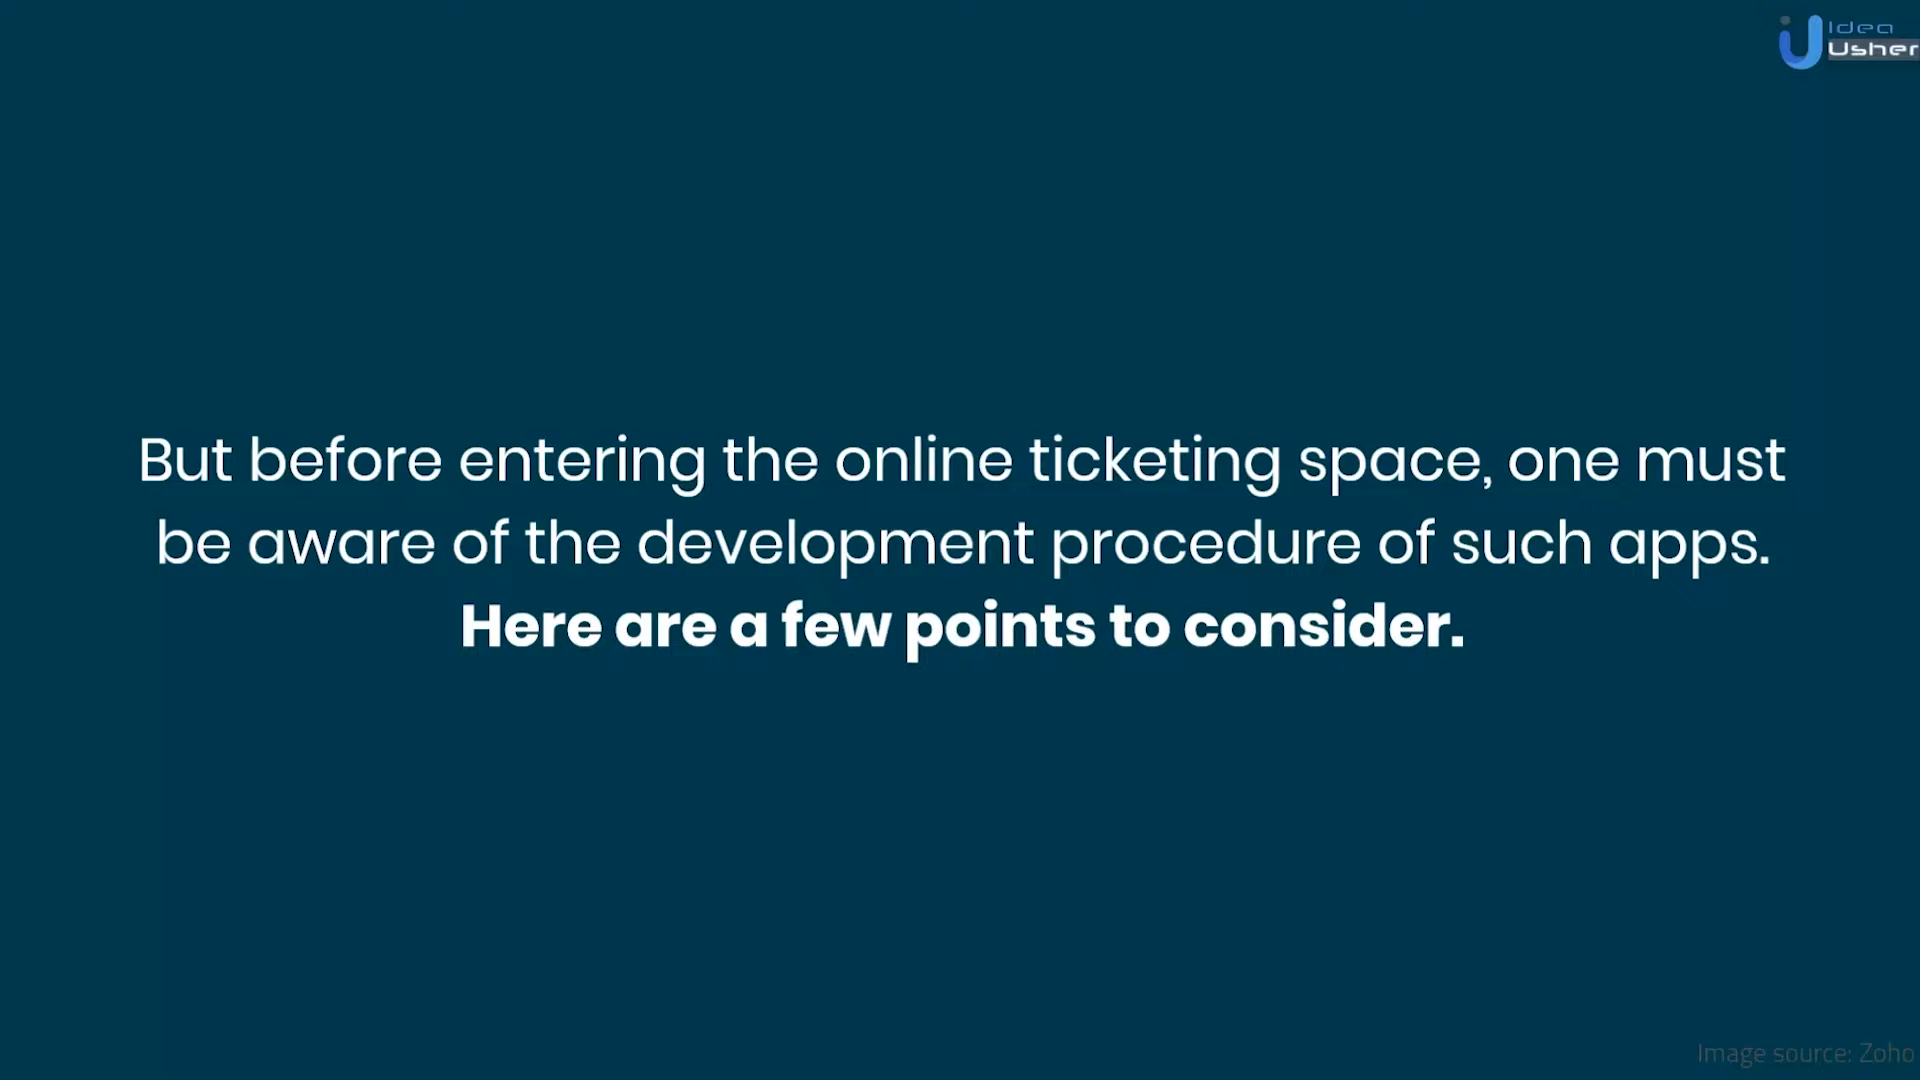 Idea
Usher
But before entering the online ticketing space, one must
be aware of the development procedure of such apps.
Here are a few points to consider.
Image source: Zoho